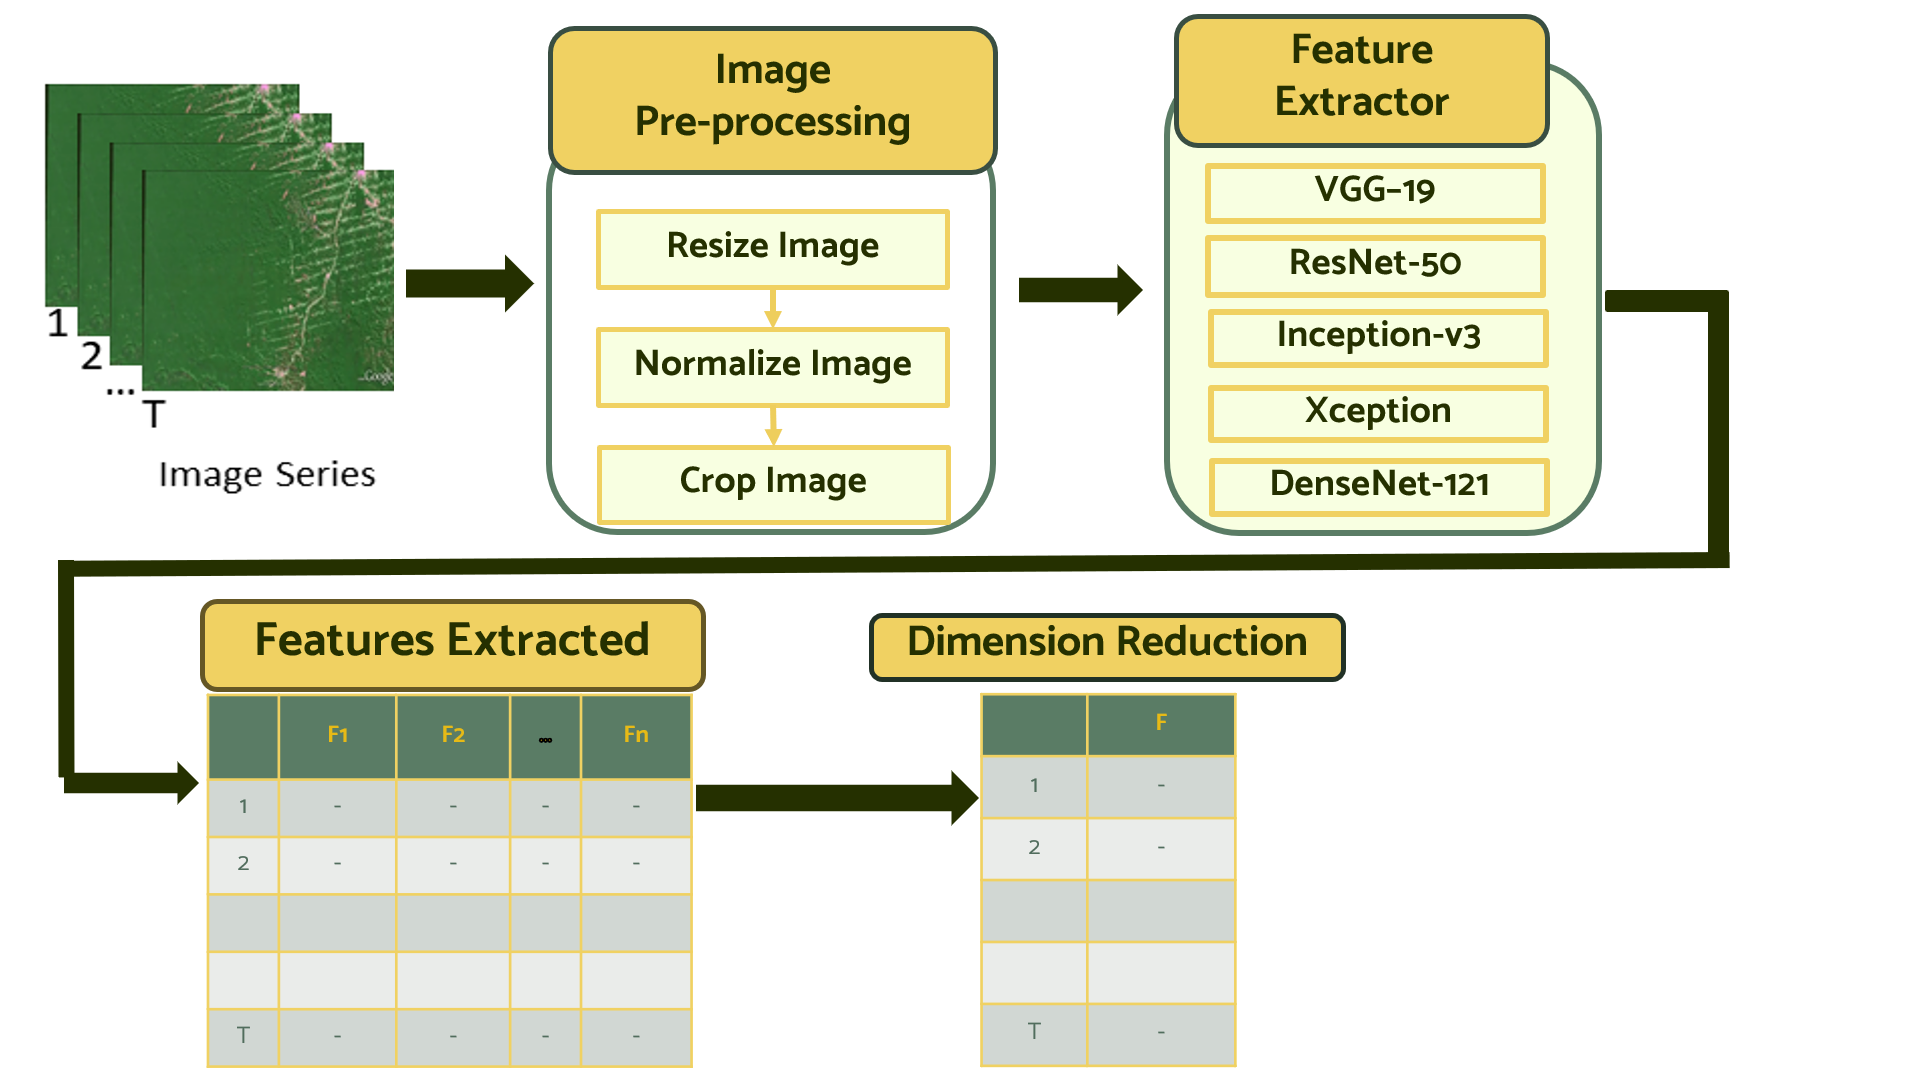 1
2
...
T
Image Series
Google
Image
Pre-processing
Resize Image
Normalize Image
Crop Image
Feature
Extractor
VGG-19
ResNet-50
Inception-v3
Xception
DenseNet-121
Features Extracted
F1 F2 ... Fn
1 - - - -
2 - - - -
T - - - -
Dimension Reduction
F
1 -
2 -
T -